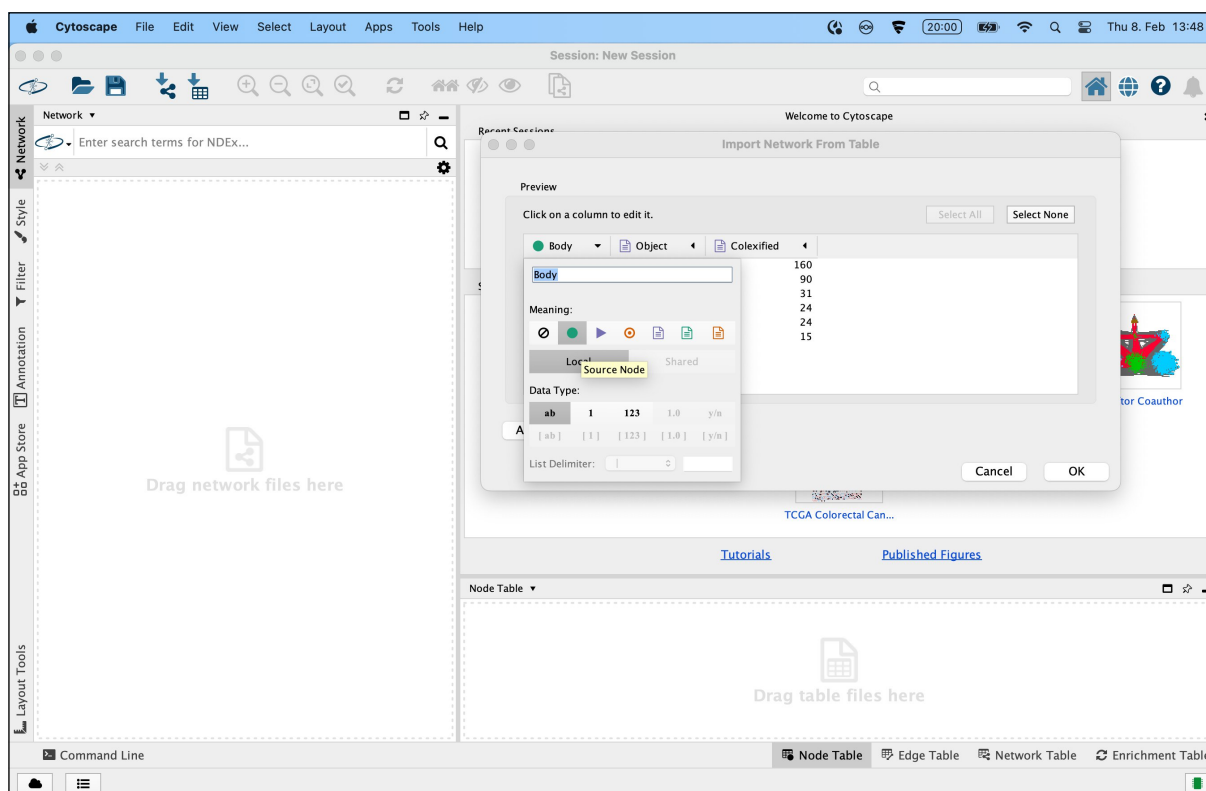 Cytoscape File Edit View Select Layout Apps Tools Help 20:00 Thu 8. Feb 13:48
Session: New Session
Network
Enter search terms for NDEx...
Network
Style
Filter
Annotation
App Store
Layout Tools
Drag network files here
Welcome to Cytoscape
Recent Sessions
Import Network From Table
Preview
Click on a column to edit it.
Select All Select None
Body Object Colexified
160
90
31
24
24
15
Body
Meaning:
Local Shared
Source Node
Data Type:
ab 1 123 1.0 y/n
[ ab ] [ 1 ] [ 123 ] [ 1.0 ] [ y/n ]
List Delimiter: |
Cancel OK
tor Coauthor
TCGA Colorectal Can...
Tutorials Published Figures
Node Table
Drag table files here
Command Line
Node Table Edge Table Network Table Enrichment Table